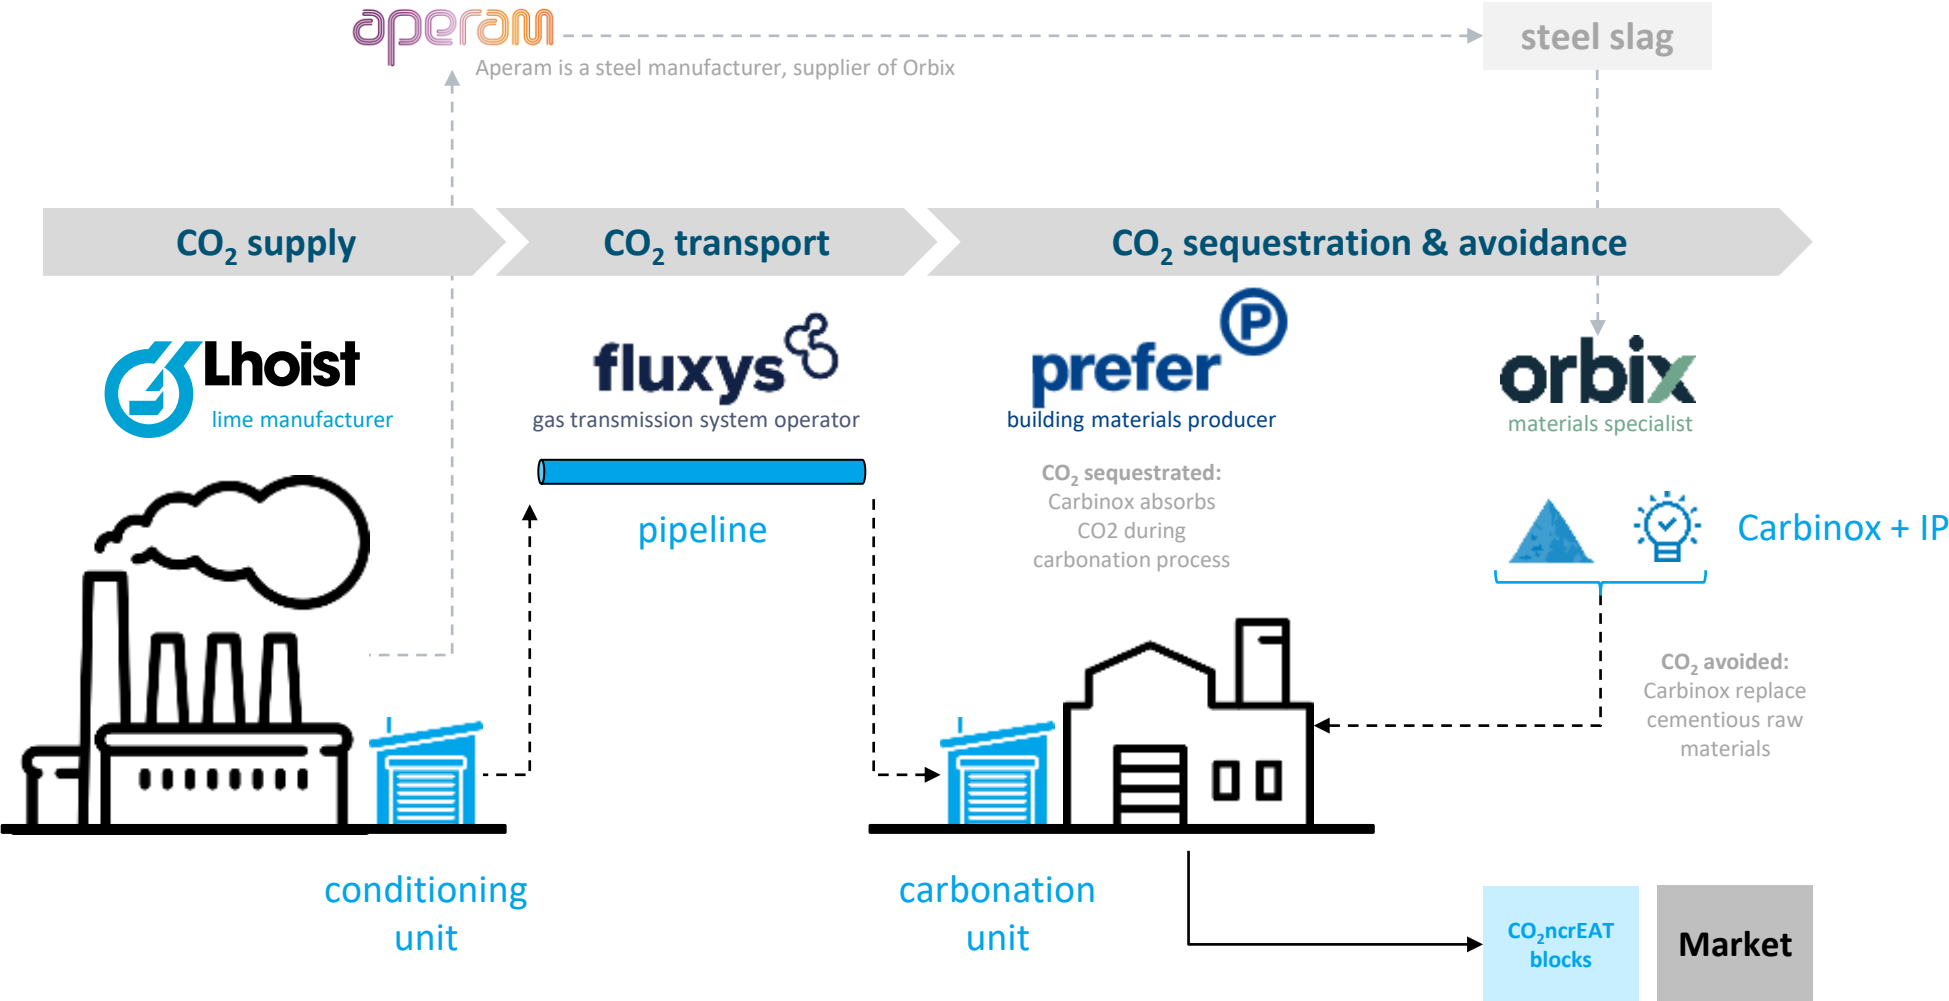 aperam
steel slag
Aperam is a steel manufacturer, supplier of Orbix
CO₂ supply
CO₂ transport
CO₂ sequestration & avoidance
Lhoist
lime manufacturer
fluxys
gas transmission system operator
prefer P
building materials producer
orbix
materials specialist
pipeline
CO₂ sequestrated:
Carbinox absorbs
CO2 during
carbonation process
Carbinox + IP
CO₂ avoided:
Carbinox replace
cementious raw
materials
conditioning
unit
carbonation
unit
CO₂ncrEAT
blocks
Market